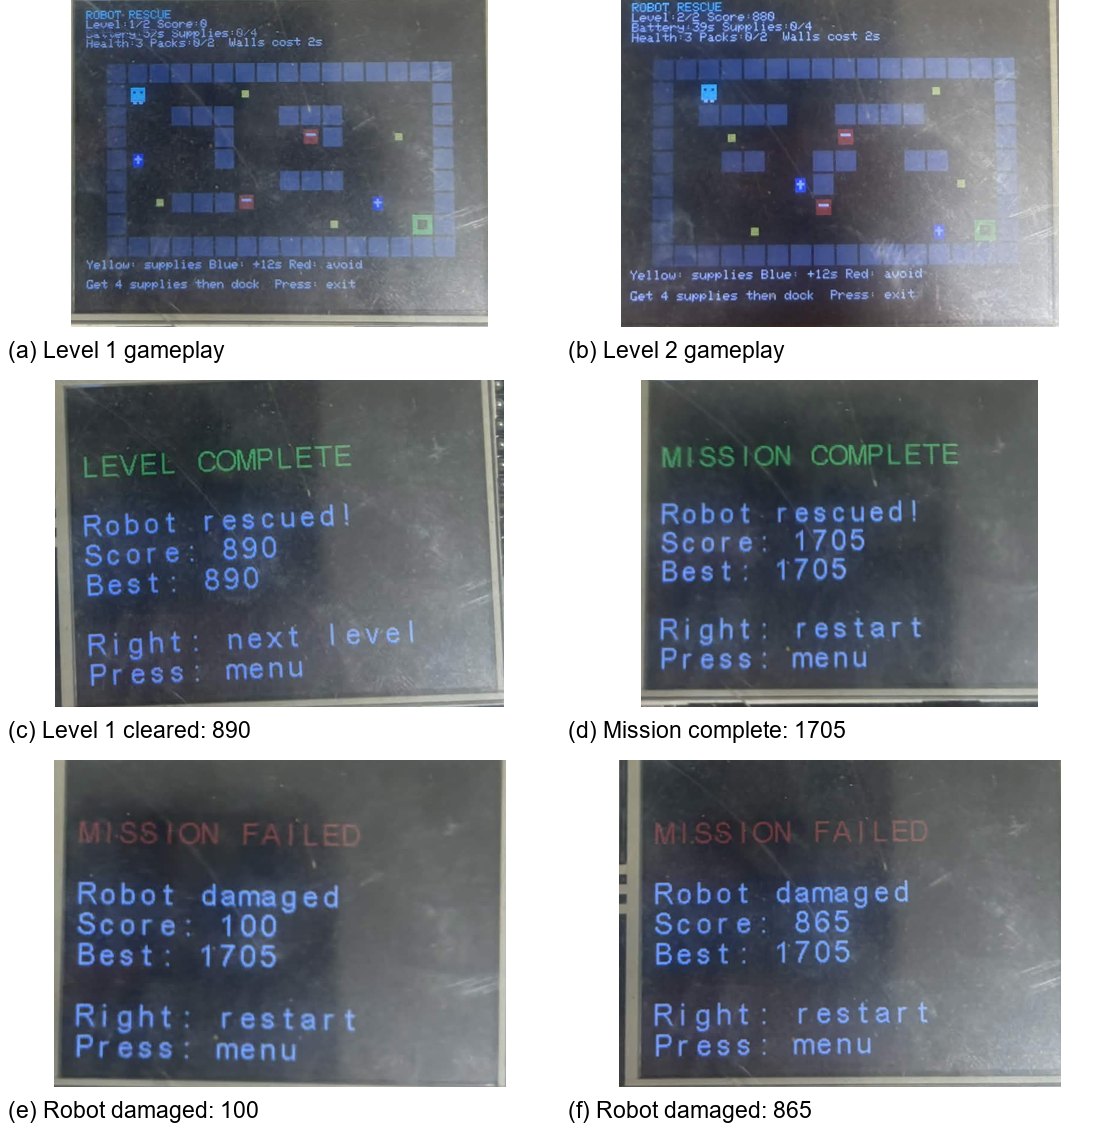 ROBOT RESCUE
Level:1/2 Score:0
Supplies:0/4
Health:3 Packs:0/2 Walls cost 2s
Yellow: supplies Blue: +12s Red: avoid
Get 4 supplies then dock Press: exit
(a) Level 1 gameplay
ROBOT RESCUE
Level:2/2 Score:880
Battery:39s Supplies:0/4
Health:3 Packs:0/2 Walls cost 2s
Yellow: supplies Blue: +12s Red: avoid
Get 4 supplies then dock Press: exit
(b) Level 2 gameplay
LEVEL COMPLETE
Robot rescued!
Score: 890
Best: 890
Right: next level
Press: menu
(c) Level 1 cleared: 890
MISSION COMPLETE
Robot rescued!
Score: 1705
Best: 1705
Right: restart
Press: menu
(d) Mission complete: 1705
MISSION FAILED
Robot damaged
Score: 100
Best: 1705
Right: restart
Press: menu
(e) Robot damaged: 100
MISSION FAILED
Robot damaged
Score: 865
Best: 1705
Right: restart
Press: menu
(f) Robot damaged: 865